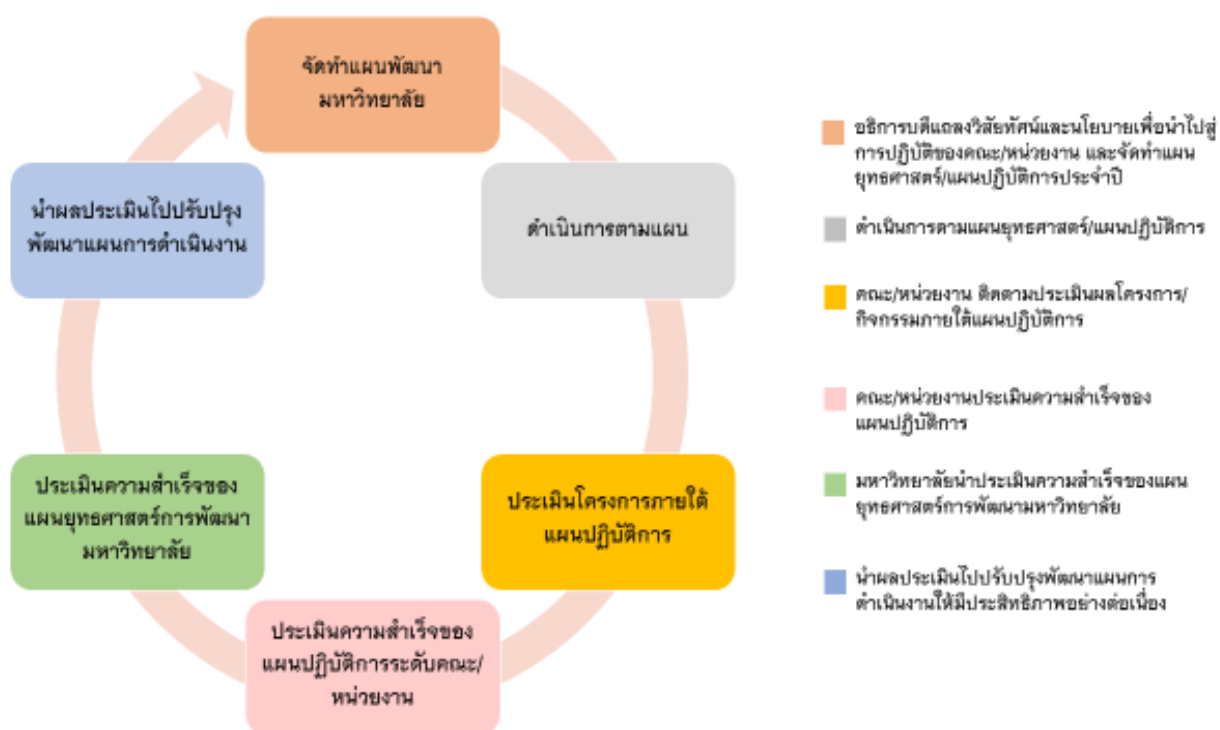 จัดทำแผนพัฒนา
มหาวิทยาลัย
ดำเนินการตามแผน
ประเมินโครงการภายใต้
แผนปฏิบัติการ
ประเมินความสำเร็จของ
แผนปฏิบัติการระดับคณะ/
หน่วยงาน
ประเมินความสำเร็จของ
แผนยุทธศาสตร์การพัฒนา
มหาวิทยาลัย
นำผลประเมินไปปรับปรุง
พัฒนาแผนการดำเนินงาน
อธิการบดีแถลงวิสัยทัศน์และนโยบายเพื่อนำไปสู่
การปฏิบัติของคณะ/หน่วยงาน และจัดทำแผน
ยุทธศาสตร์/แผนปฏิบัติการประจำปี
ดำเนินการตามแผนยุทธศาสตร์/แผนปฏิบัติการ
คณะ/หน่วยงาน ติดตามประเมินผลโครงการ/
กิจกรรมภายใต้แผนปฏิบัติการ
คณะ/หน่วยงานประเมินความสำเร็จของ
แผนปฏิบัติการ
มหาวิทยาลัยนำประเมินความสำเร็จของแผน
ยุทธศาสตร์การพัฒนามหาวิทยาลัย
นำผลประเมินไปปรับปรุงพัฒนาแผนการ
ดำเนินงานให้มีประสิทธิภาพอย่างต่อเนื่อง